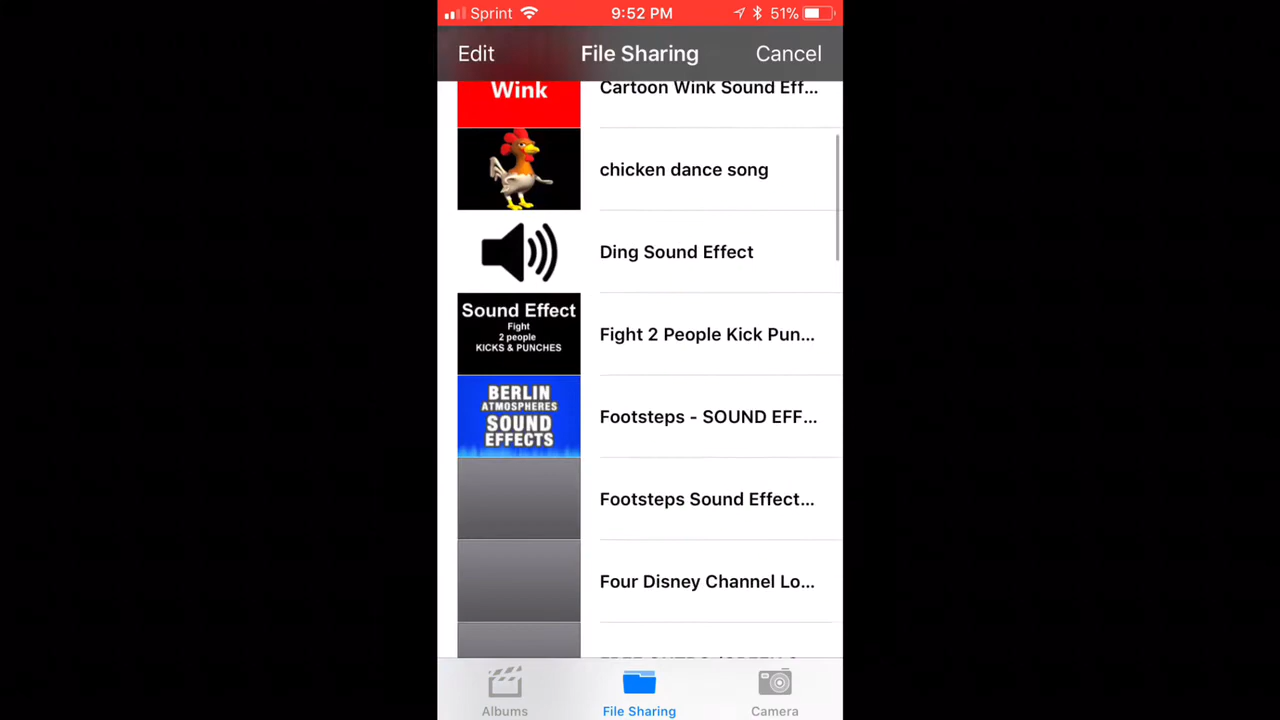 Sprint 9:52 PM 51%
Edit File Sharing Cancel
Wink Cartoon Wink Sound Eff...
chicken dance song
Ding Sound Effect
Sound Effect
Fight
2 people
KICKS & PUNCHES
Fight 2 People Kick Pun...
BERLIN
ATMOSPHERES
SOUND
EFFECTS
Footsteps - SOUND EFF...
Footsteps Sound Effect...
Four Disney Channel Lo...
Albums File Sharing Camera